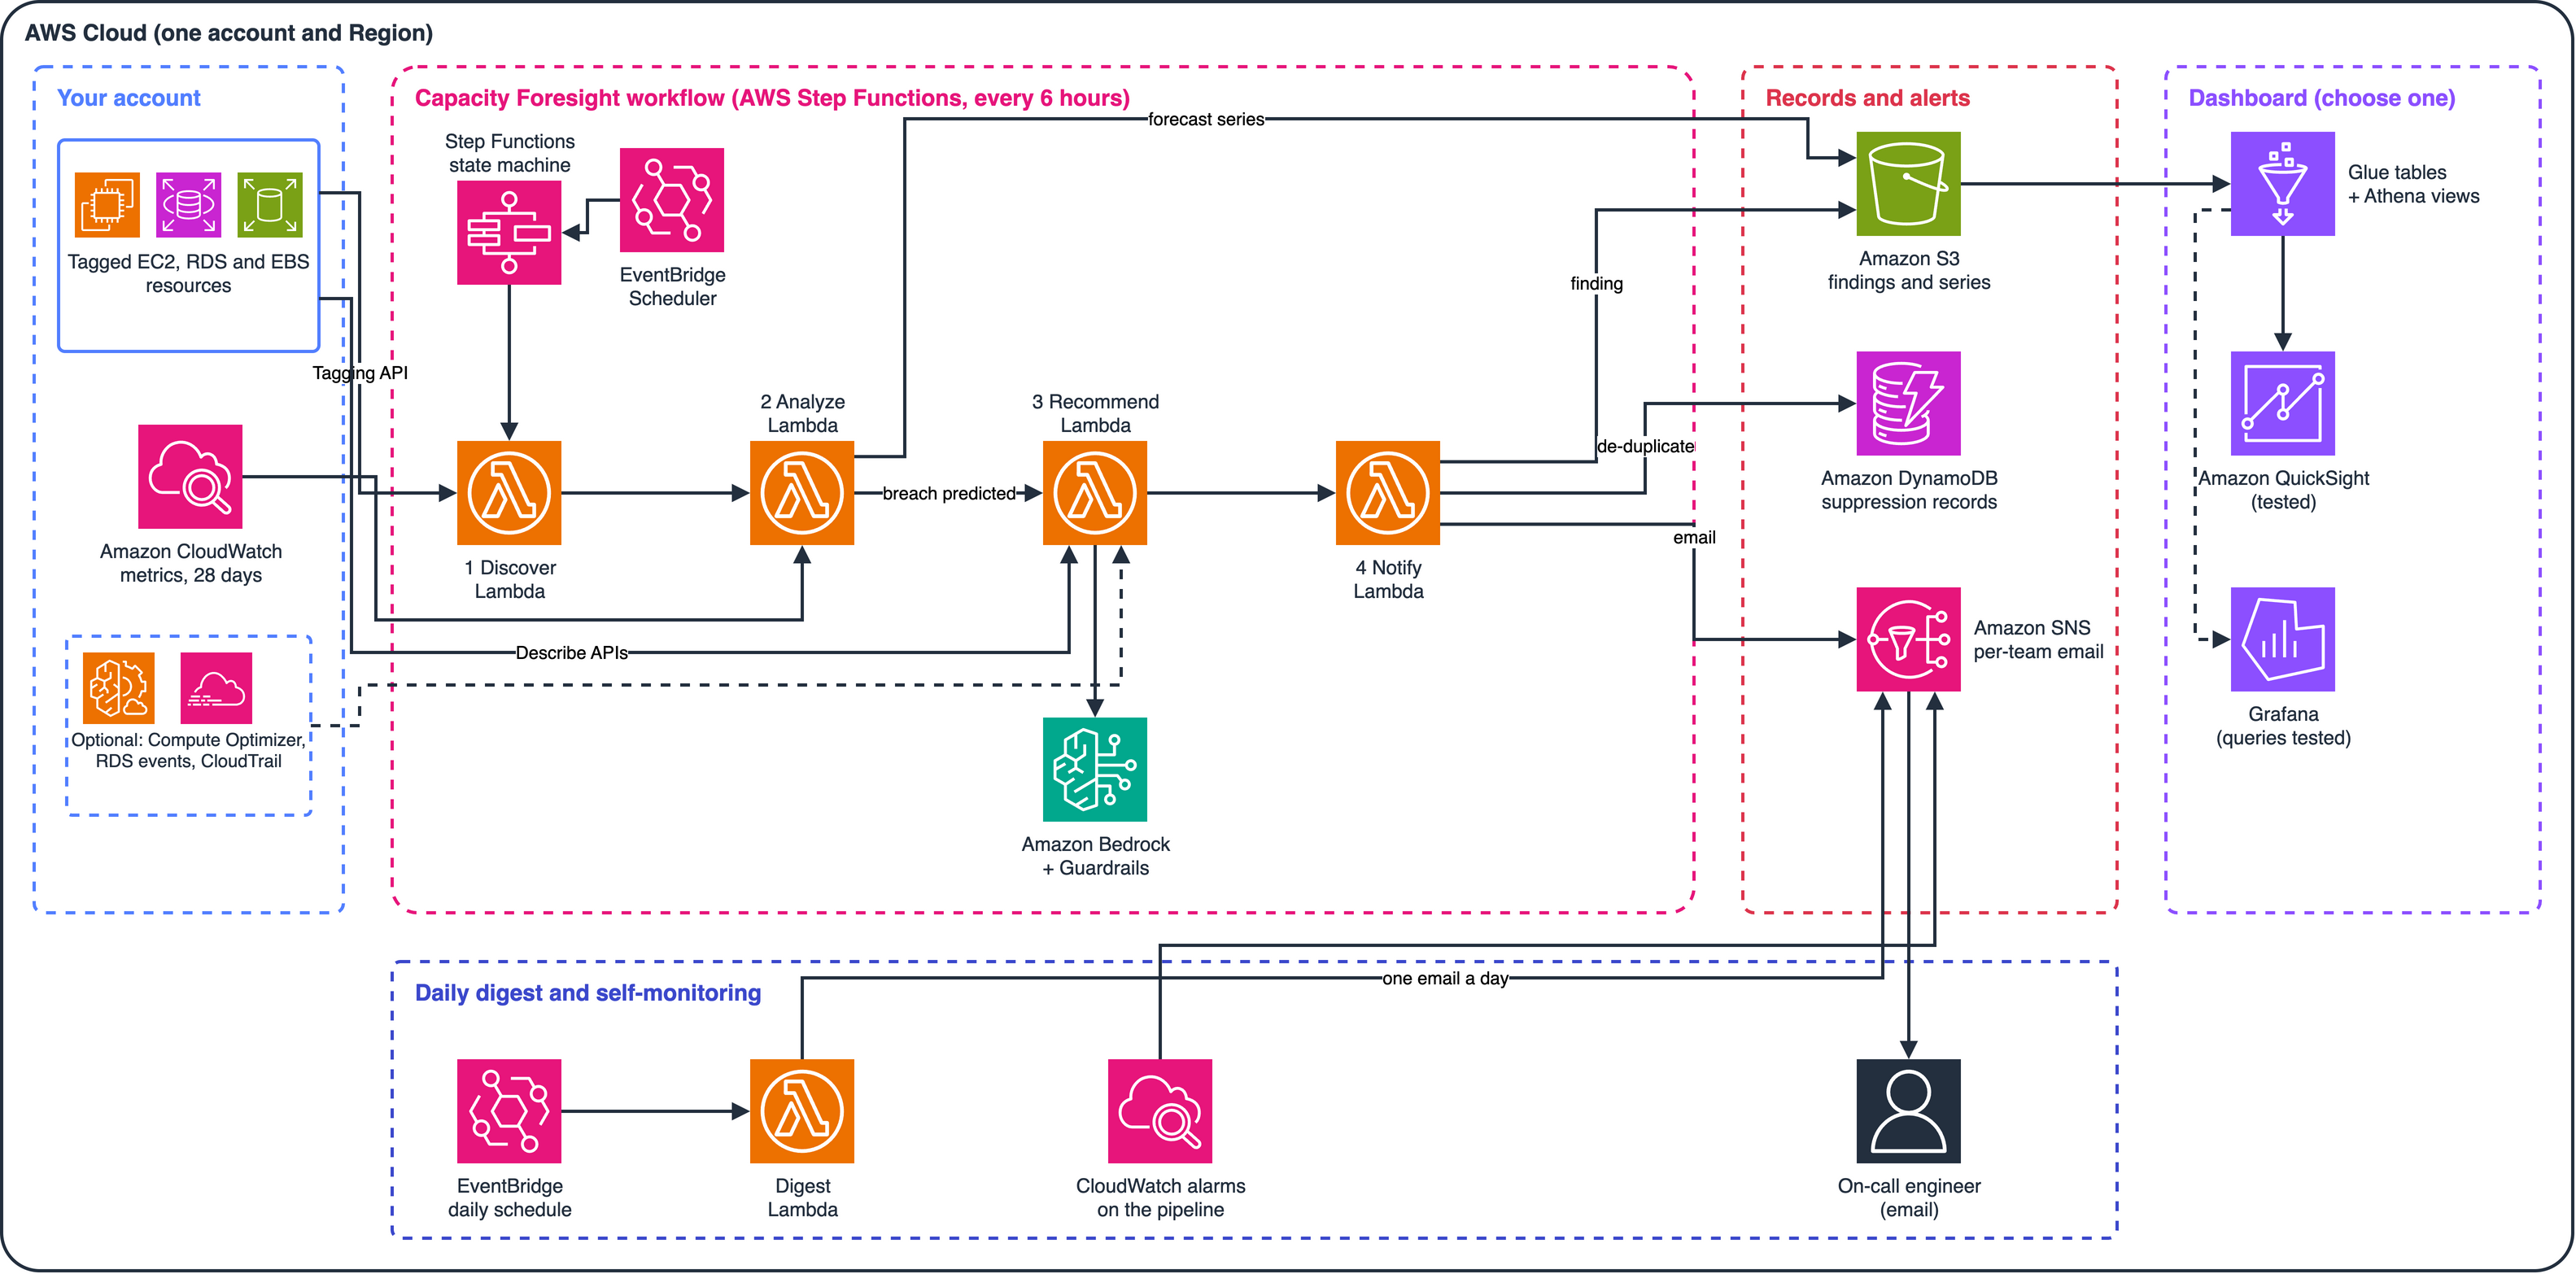 AWS Cloud (one account and Region)
Your account
Tagged EC2, RDS and EBS
resources
Tagging API
Amazon CloudWatch
metrics, 28 days
Optional: Compute Optimizer,
RDS events, CloudTrail
Capacity Foresight workflow (AWS Step Functions, every 6 hours)
Step Functions
state machine
EventBridge
Scheduler
forecast series
1 Discover
Lambda
2 Analyze
Lambda
breach predicted
3 Recommend
Lambda
4 Notify
Lambda
finding
de-duplicate
email
Describe APIs
Amazon Bedrock
+ Guardrails
Records and alerts
Amazon S3
findings and series
Amazon DynamoDB
suppression records
Amazon SNS
per-team email
Dashboard (choose one)
Glue tables
+ Athena views
Amazon QuickSight
(tested)
Grafana
(queries tested)
Daily digest and self-monitoring
one email a day
EventBridge
daily schedule
Digest
Lambda
CloudWatch alarms
on the pipeline
On-call engineer
(email)